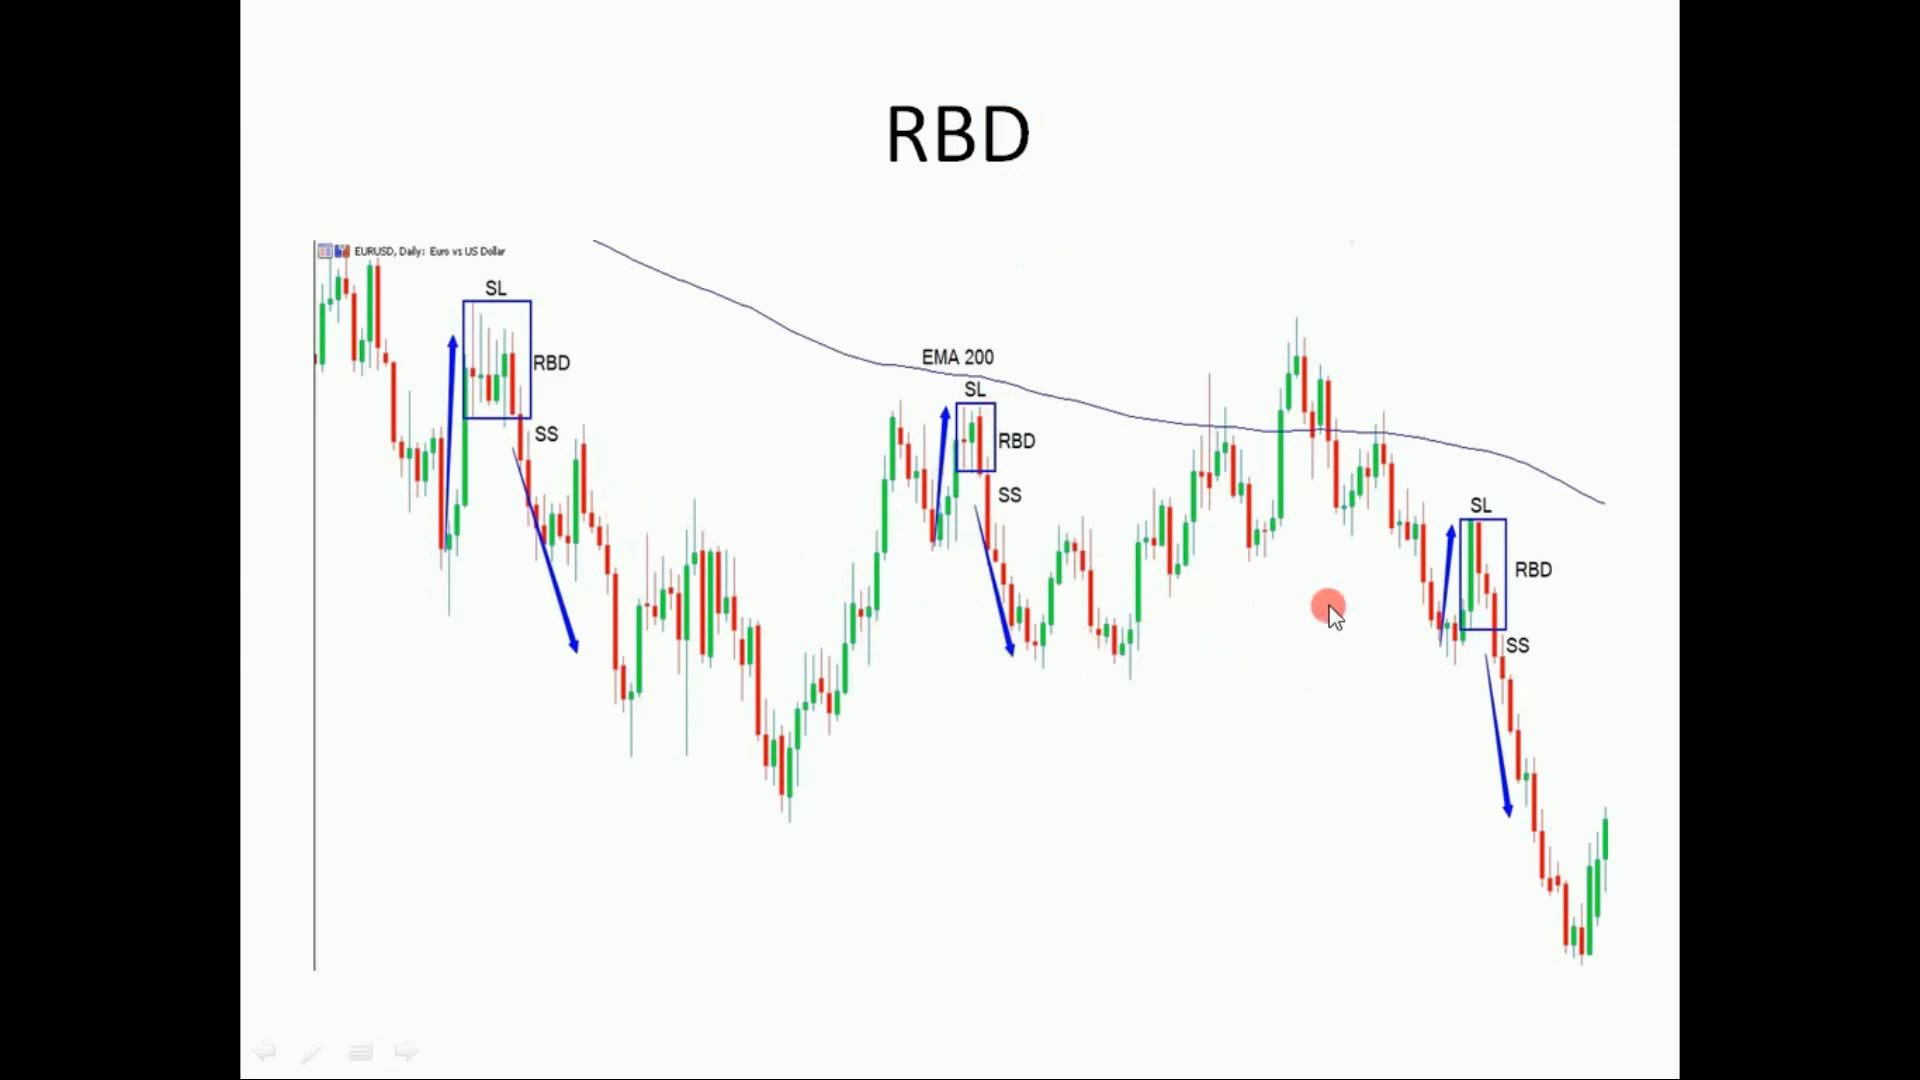 RBD
EURUSD, Daily: Euro vs US Dollar
SL
RBD
SS
EMA 200
SL
RBD
SS
SL
RBD
SS